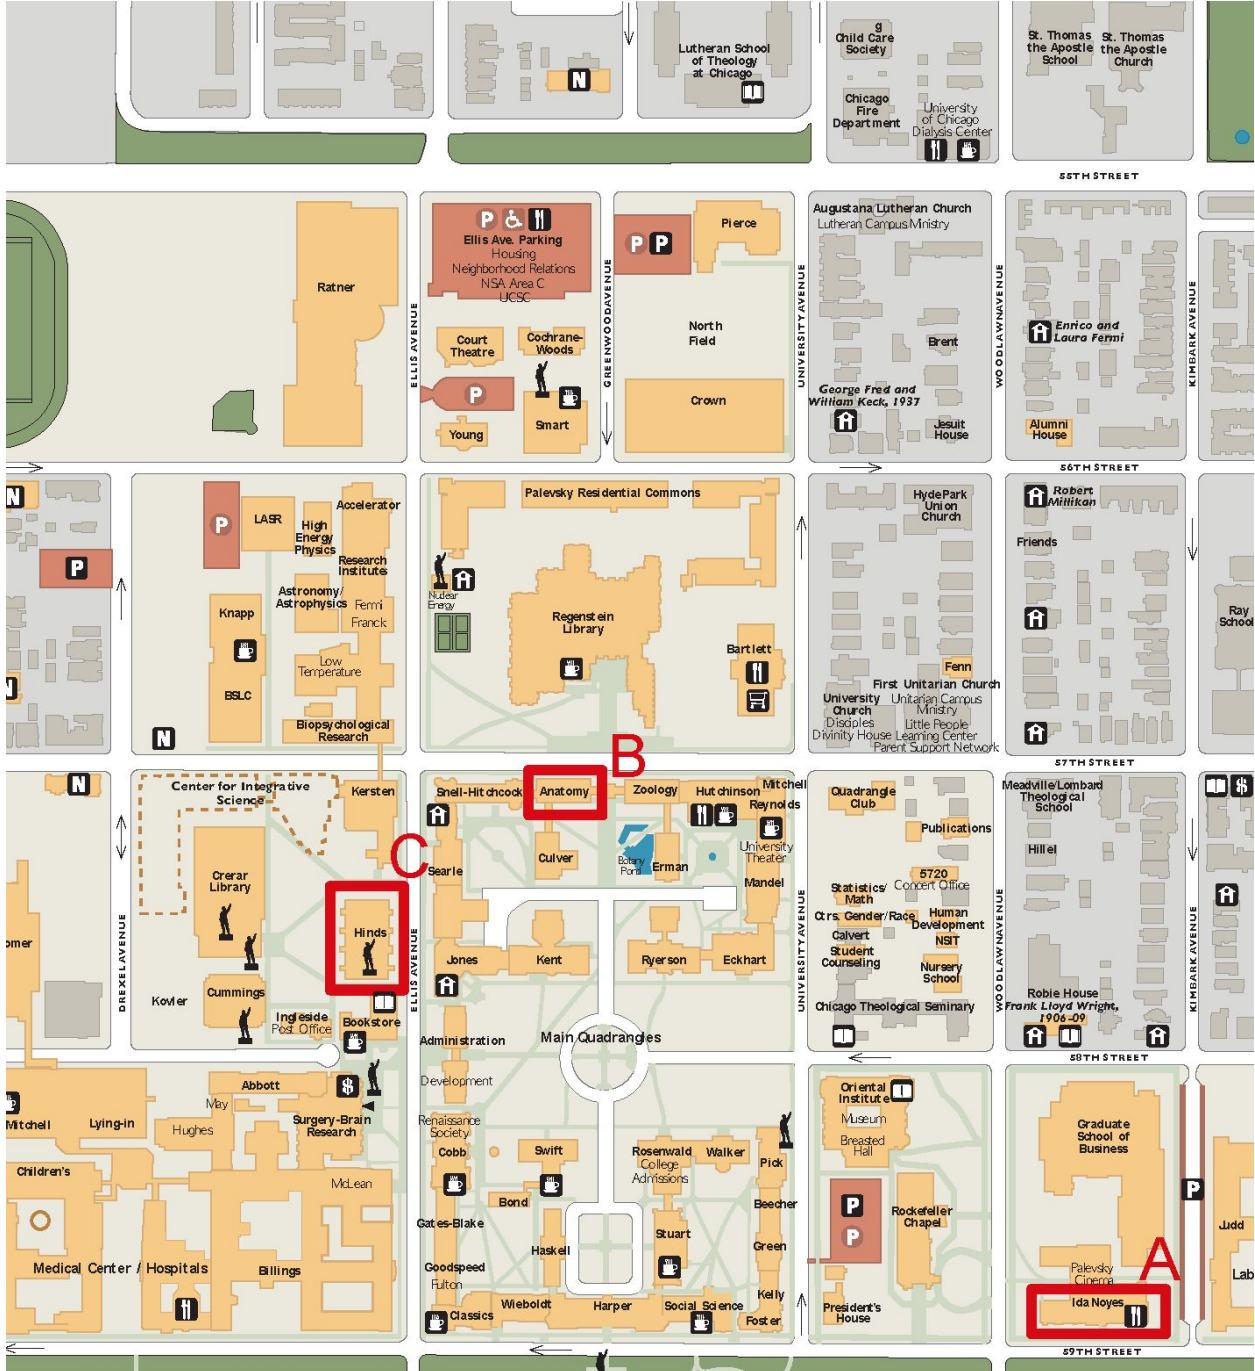 g
Child Care
Society
Lutheran School
of Theology
at Chicago
N
Chicago
Fire
Department
University
of Chicago
Dialysis Center
St. Thomas
the Apostle
School
St. Thomas
the Apostle
Church
55TH STREET
Ratner
ELLIS AVENUE
P
Ellis Ave. Parking
Housing
Neighborhood Relations
NSA Area C
UCSC
Court
Theatre
Cochrane-
Woods
P
Young
Smart
GREENWOOD AVENUE
P P
Pierce
North
Field
Crown
UNIVERSITY AVENUE
Augustana Lutheran Church
Lutheran Campus Ministry
Brent
George Fred and
William Keck, 1937
Jesuit
House
WOODLAWN AVENUE
Enrico and
Laura Fermi
Alumni
House
KIMBARK AVENUE
56TH STREET
N
P
N
P
LASR
High
Energy
Physics
Accelerator
Research
Institutes
Astronomy/
Astrophysics
Fermi
Franck
Knapp
BSLC
Low
Temperature
Biopsychological
Research
N
Palevsky Residential Commons
Nuclear
Energy
Regenstein
Library
Bartlett
Hyde Park
Union
Church
Fenn
First Unitarian Church
Unitarian Campus
Ministry
Little People
Learning Center
Parent Support Network
University
Church
Disciples
Divinity House
Robert
Millikan
Friends
Ray
School
57TH STREET
N
DREXEL AVENUE
Center for Integrative
Science
Kersten
Crerar
Library
Hinds
C
Cummings
Kovler
Ingleside
Post Office
Bookstore
ELLIS AVENUE
B
Snell-Hitchcock
Anatomy
Zoology
Hutchinson
Mitchell
Reynolds
University
Theater
Mandel
Searle
Culver
Botany
Pond
Erman
Jones
Kent
Ryerson
Eckhart
Main Quadrangles
Administration
Development
UNIVERSITY AVENUE
Quadrangle
Club
Publications
5720
Concert Office
Statistics/
Math
Ctrs. Gender/Race
Calvert
Student
Counseling
Human
Development
NSIT
Nursery
School
Chicago Theological Seminary
WOODLAWN AVENUE
Meadville/Lombard
Theological
School
Hillel
Robie House
Frank Lloyd Wright,
1906-09
KIMBARK AVENUE
$
58TH STREET
omer
Mitchell
Lying-in
Abbott
May
Hughes
$
Surgery-Brain
Research
Children's
McLean
Medical Center / Hospitals
Billings
Renaissance
Society
Cobb
Swift
Bond
Gates-Blake
Haskell
Goodspeed
Fulton
Classics
Wieboldt
Harper
Rosenwald
College
Admissions
Walker
Pick
Beecher
Stuart
Green
Kelly
Social Science
Foster
Oriental
Institute
Museum
Breasted
Hall
P
P
Rockefeller
Chapel
President's
House
Graduate
School of
Business
P
Judd
Lab
A
Palevsky
Cinema
Ida Noyes
59TH STREET